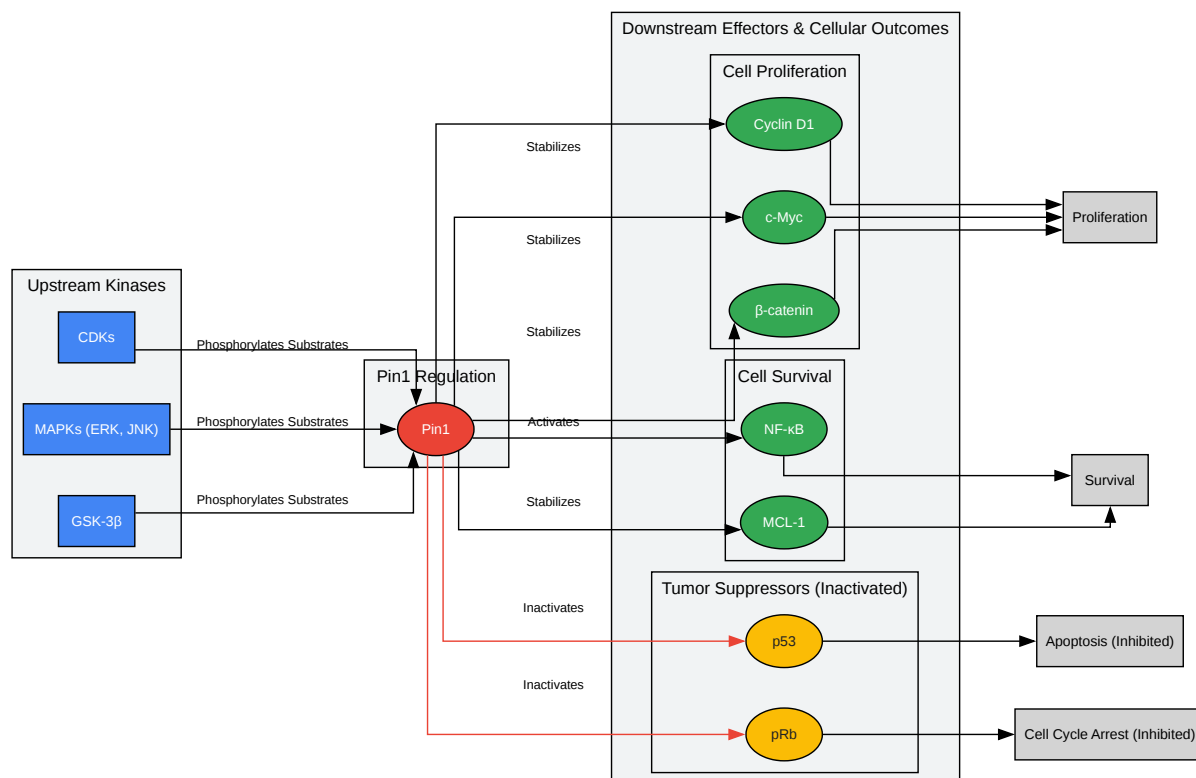 Downstream Effectors & Cellular Outcomes
Cell Proliferation
Cyclin D1
Stabilizes
c-Myc
Proliferation
Stabilizes
Upstream Kinases
β-catenin
Stabilizes
CDKs
Phosphorylates Substrates
Pin1 Regulation
Cell Survival
MAPKs (ERK, JNK)
Phosphorylates Substrates
Pin1
Activates
NF-κB
Survival
Phosphorylates Substrates
Stabilizes
GSK-3β
MCL-1
Tumor Suppressors (Inactivated)
Inactivates
p53
Apoptosis (Inhibited)
Inactivates
pRb
Cell Cycle Arrest (Inhibited)